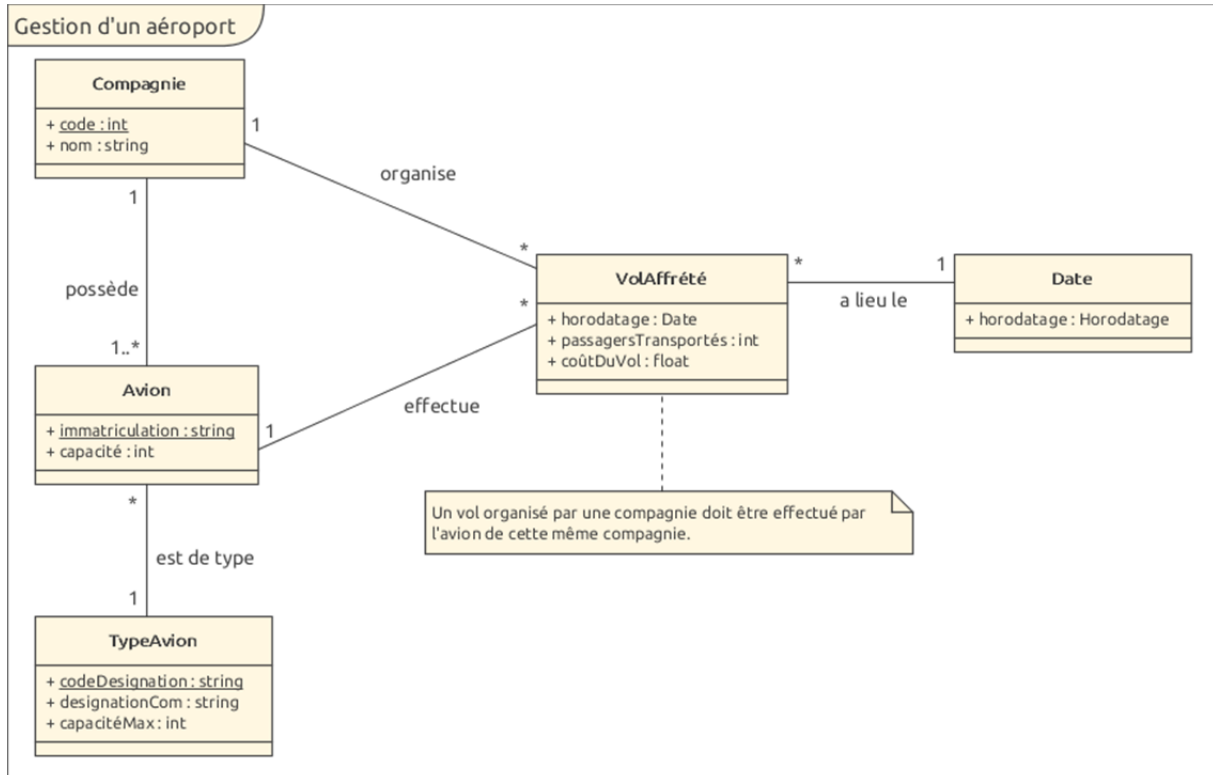 Gestion d'un aéroport
Compagnie
+ code : int
+ nom : string
1
1
organise
*
possède
1..*
Avion
+ immatriculation : string
+ capacité : int
1
effectue
*
VolAffrété
+ horodatage : Date
+ passagersTransportés : int
+ coûtDuVol : float
*
a lieu le
1
Date
+ horodatage : Horodatage
Un vol organisé par une compagnie doit être effectué par
l'avion de cette même compagnie.
*
est de type
1
TypeAvion
+ codeDesignation : string
+ designationCom : string
+ capacitéMax : int